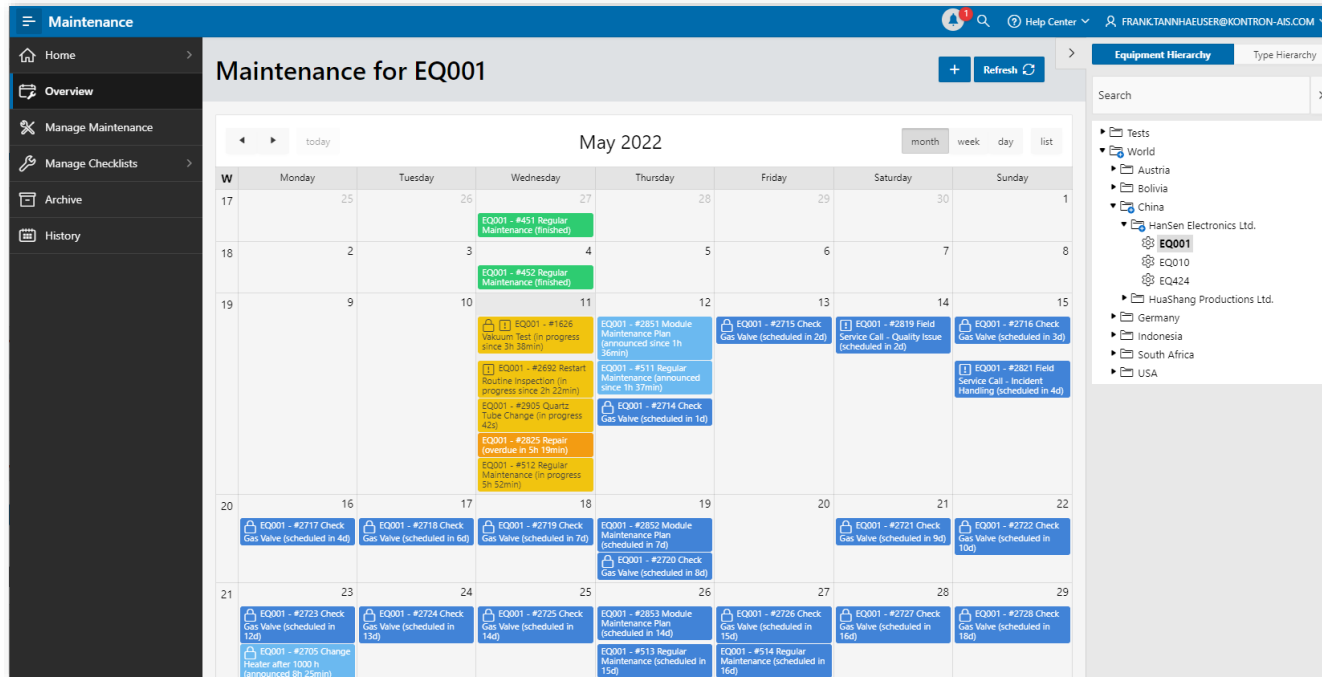 Maintenance
1
Help Center
FRANK.TANNHAEUSER@KONTRON-AIS.COM
Home
Overview
Manage Maintenance
Manage Checklists
Archive
History
Maintenance for EQ001
+
Refresh
today
May 2022
month
week
day
list
W
Monday
Tuesday
Wednesday
Thursday
Friday
Saturday
Sunday
17
25
26
27
28
29
30
1
EQ001 - #451 Regular
Maintenance (finished)
18
2
3
4
5
6
7
8
EQ001 - #452 Regular
Maintenance (finished)
19
9
10
11
12
13
14
15
EQ001 - #1626
Vakuum Test (in progress
since 3h 38min)
EQ001 - #2692 Restart
Routine Inspection (in
progress since 2h 22min)
EQ001 - #2905 Quartz
Tube Change (in progress
42s)
EQ001 - #2825 Repair
(overdue in 5h 19min)
EQ001 - #512 Regular
Maintenance (in progress
5h 52min)
EQ001 - #2851 Module
Maintenance Plan
(announced since 1h
36min)
EQ001 - #511 Regular
Maintenance (announced
since 1h 37min)
EQ001 - #2714 Check
Gas Valve (scheduled in 1d)
EQ001 - #2715 Check
Gas Valve (scheduled in 2d)
EQ001 - #2819 Field
Service Call - Quality Issue
(scheduled in 2d)
EQ001 - #2716 Check
Gas Valve (scheduled in 3d)
EQ001 - #2821 Field
Service Call - Incident
Handling (scheduled in 4d)
20
16
17
18
19
20
21
22
EQ001 - #2717 Check
Gas Valve (scheduled in 4d)
EQ001 - #2718 Check
Gas Valve (scheduled in 6d)
EQ001 - #2719 Check
Gas Valve (scheduled in 7d)
EQ001 - #2852 Module
Maintenance Plan
(scheduled in 7d)
EQ001 - #2720 Check
Gas Valve (scheduled in 8d)
EQ001 - #2721 Check
Gas Valve (scheduled in 9d)
EQ001 - #2722 Check
Gas Valve (scheduled in
10d)
21
23
24
25
26
27
28
29
EQ001 - #2723 Check
Gas Valve (scheduled in
12d)
EQ001 - #2705 Change
Heater after 1000 h
(announced 8h 25min)
EQ001 - #2724 Check
Gas Valve (scheduled in
13d)
EQ001 - #2725 Check
Gas Valve (scheduled in
14d)
EQ001 - #2853 Module
Maintenance Plan
(scheduled in 14d)
EQ001 - #513 Regular
Maintenance (scheduled in
15d)
EQ001 - #2726 Check
Gas Valve (scheduled in
15d)
EQ001 - #514 Regular
Maintenance (scheduled in
16d)
EQ001 - #2727 Check
Gas Valve (scheduled in
16d)
EQ001 - #2728 Check
Gas Valve (scheduled in
18d)
Equipment Hierarchy
Type Hierarchy
Search
Tests
World
Austria
Bolivia
China
HanSen Electronics Ltd.
EQ001
EQ010
EQ424
HuaShang Productions Ltd.
Germany
Indonesia
South Africa
USA